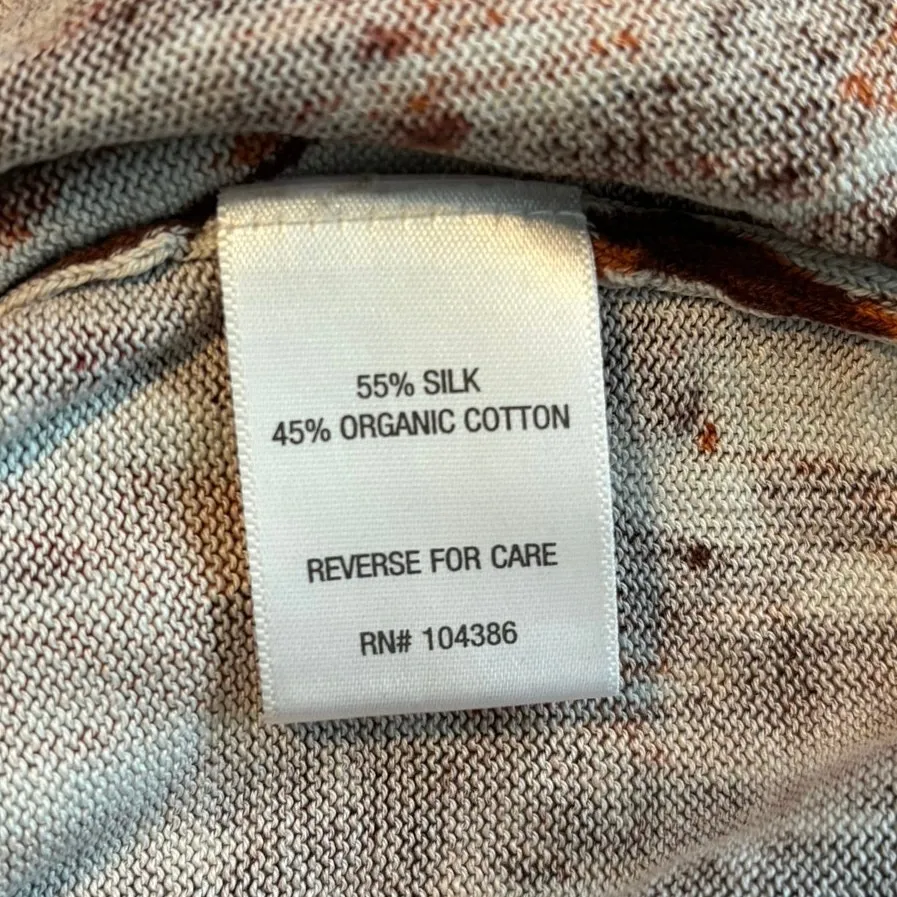 55% SILK
45% ORGANIC COTTON
REVERSE FOR CARE
RN# 104386